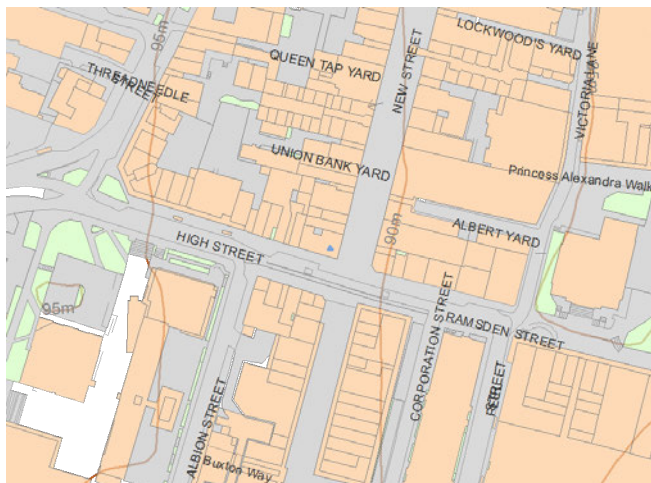 95m
LOCKWOOD'S YARD
QUEEN TAP YARD
THREADNEEDLE
STREET
NEW STREET
VICTORIA LANE
UNION BANK YARD
Princess Alexandra Walk
HIGH STREET
90m
ALBERT YARD
95m
CORPORATION STREET
RAMSDEN STREET
ALBION STREET
STREET
Buxton Way